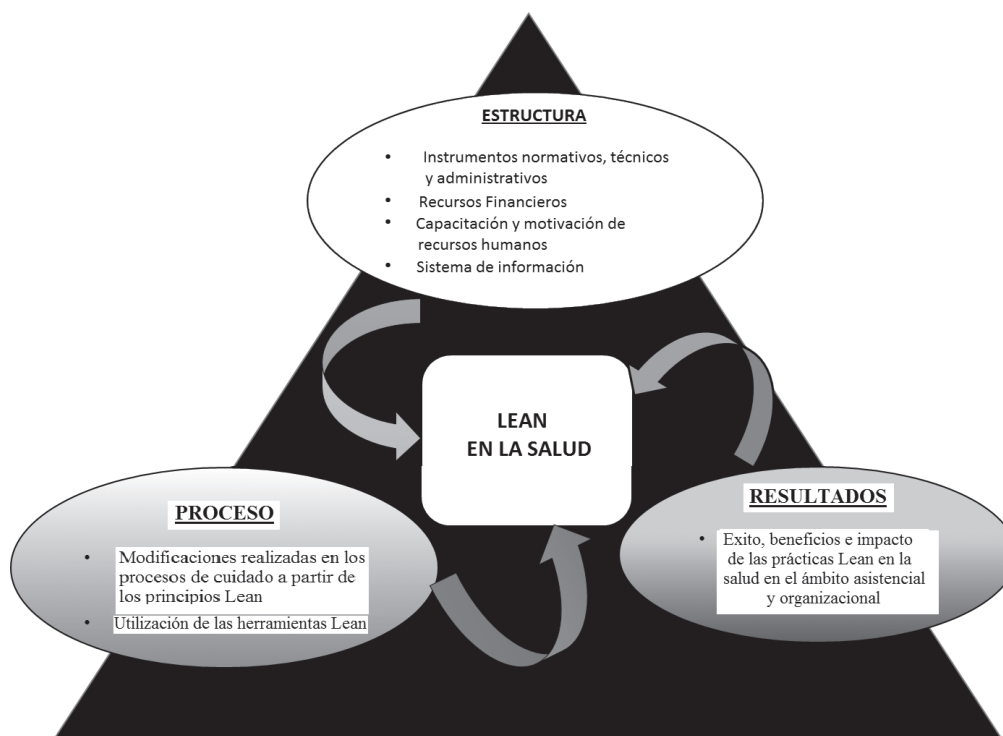 ESTRUCTURA
• Instrumentos normativos, técnicos
y administrativos
• Recursos Financieros
• Capacitación y motivación de
recursos humanos
• Sistema de información
LEAN
EN LA SALUD
PROCESO
• Modificaciones realizadas en los
procesos de cuidado a partir de
los principios Lean
• Utilización de las herramientas Lean
RESULTADOS
• Exito, beneficios e impacto
de las prácticas Lean en la
salud en el ámbito asistencial
y organizacional